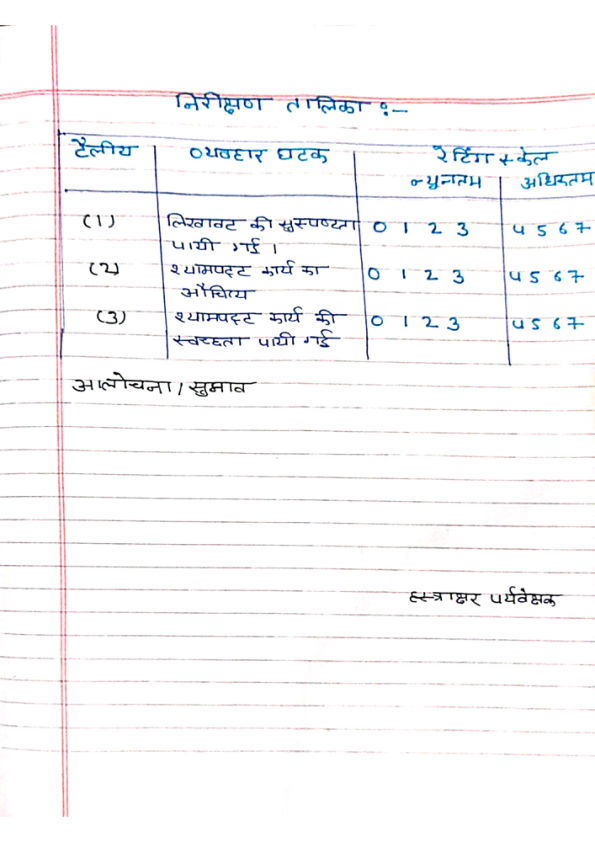 निरीक्षण तालिका :-
टैलीय व्यवहार घटक रेटिंग स्केल
न्यूनतम अधिकतम
(1) लिखावट की सुस्पष्टता 0 1 2 3 4 5 6 7
पायी गई ।
(2) श्यामपट्ट कार्य का 0 1 2 3 4 5 6 7
औचित्य
(3) श्यामपट्ट कार्य की 0 1 2 3 4 5 6 7
स्वच्छता पायी गई
आलोचना / सुझाव
हस्ताक्षर पर्यवेक्षक